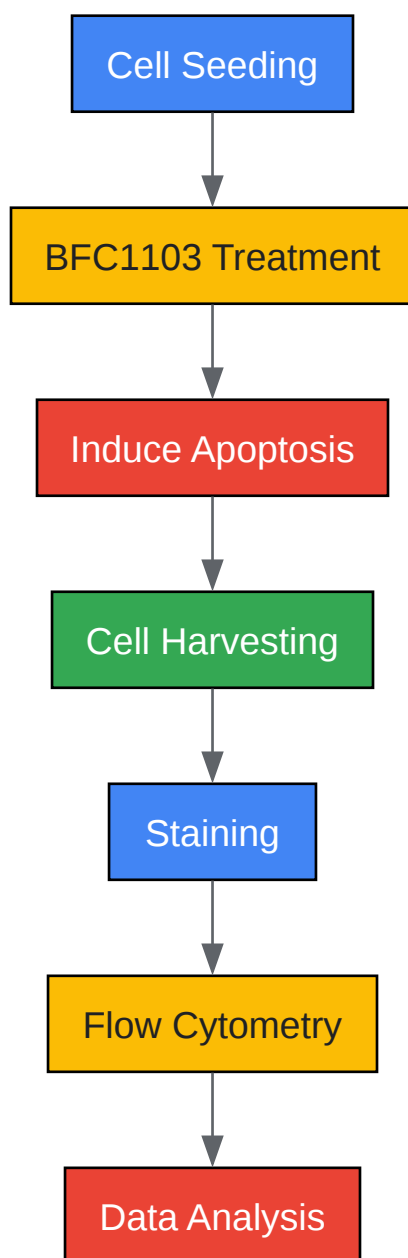 Cell Seeding
BFC1103 Treatment
Induce Apoptosis
Cell Harvesting
Staining
Flow Cytometry
Data Analysis